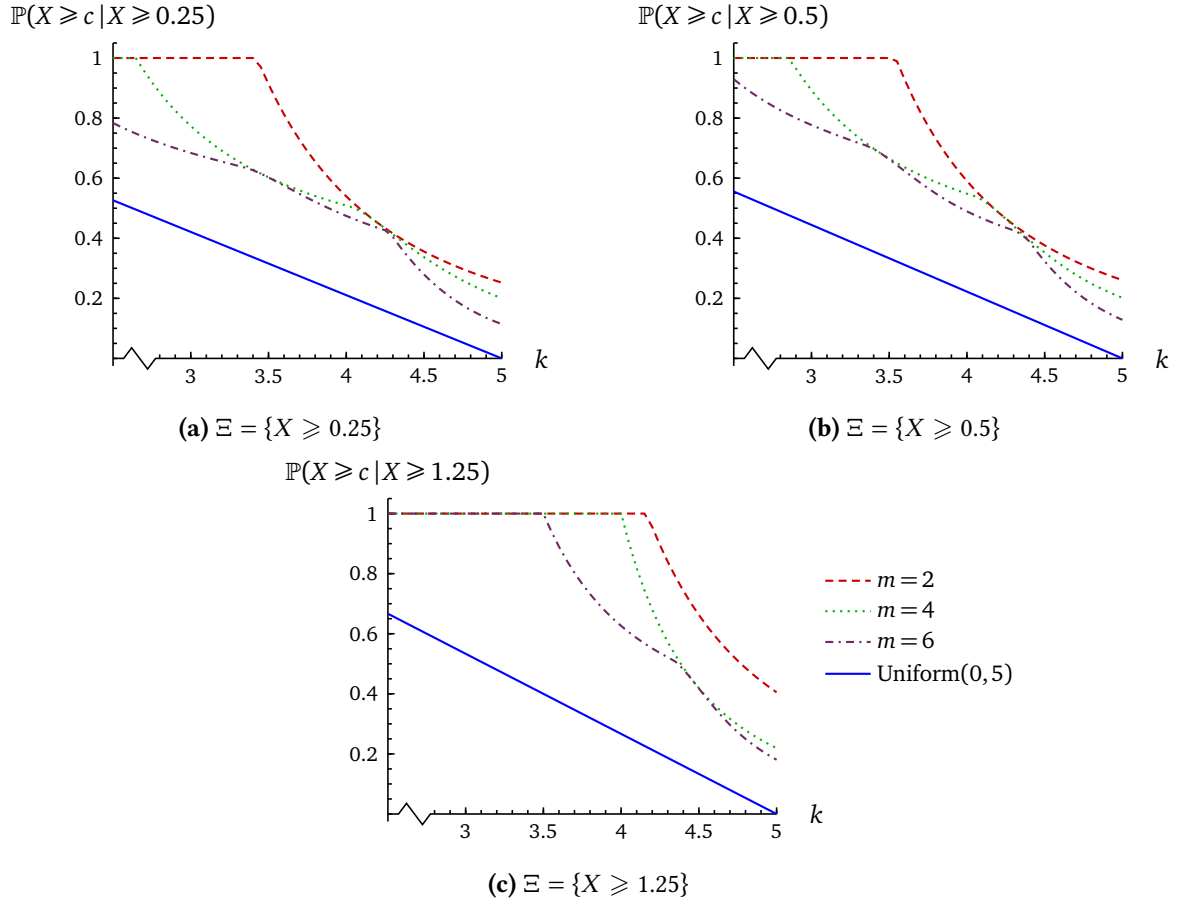 ℙ(X ⩾ c | X ⩾ 0.25)
1
0.8
0.6
0.4
0.2
3 3.5 4 4.5 5
k
(a) Ξ = {X ⩾ 0.25}
ℙ(X ⩾ c | X ⩾ 0.5)
1
0.8
0.6
0.4
0.2
3 3.5 4 4.5 5
k
(b) Ξ = {X ⩾ 0.5}
ℙ(X ⩾ c | X ⩾ 1.25)
1
0.8
0.6
0.4
0.2
3 3.5 4 4.5 5
k
m = 2
m = 4
m = 6
Uniform(0, 5)
(c) Ξ = {X ⩾ 1.25}